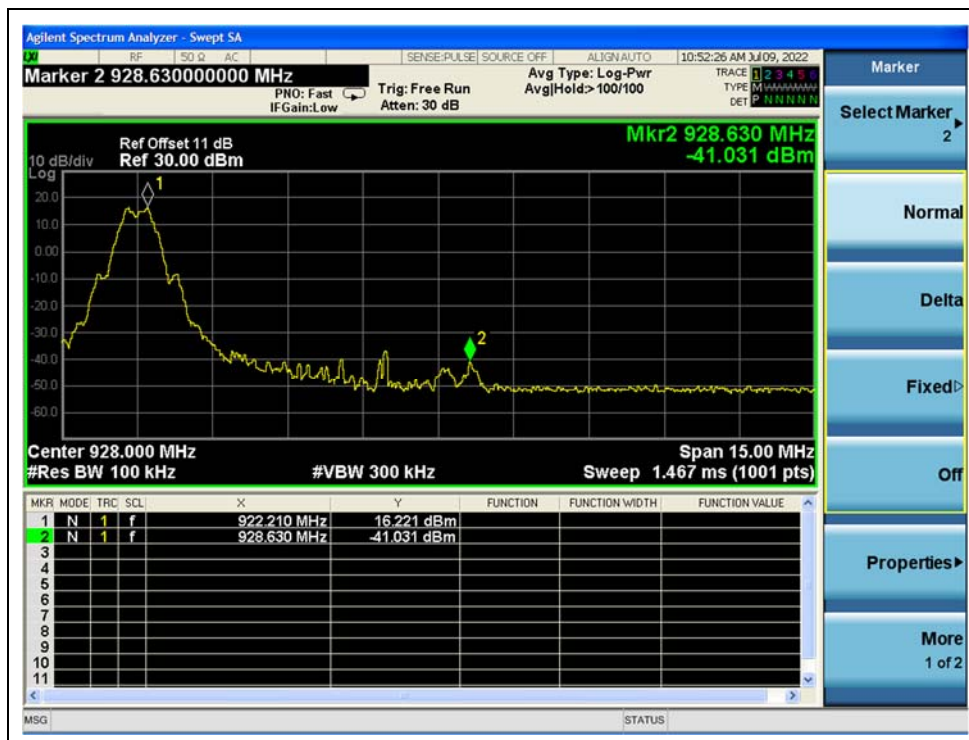 Agilent Spectrum Analyzer - Swept SA
LXI RF 50 Ω AC SENSE:PULSE SOURCE OFF ALIGNAUTO 10:52:26 AM Jul 09, 2022
Marker 2 928.630000000 MHz
PNO: Fast
IFGain:Low
Trig: Free Run
Atten: 30 dB
Avg Type: Log-Pwr
Avg|Hold:> 100/100
TRACE 1 2 3 4 5 6
TYPE M
DET P N N N N N
Ref Offset 11 dB
10 dB/div Ref 30.00 dBm
Log
Mkr2 928.630 MHz
-41.031 dBm
20.0
10.0
0.00
-10.0
-20.0
-30.0
-40.0
-50.0
-60.0
1
2
Center 928.000 MHz Span 15.00 MHz
#Res BW 100 kHz #VBW 300 kHz Sweep 1.467 ms (1001 pts)
MKR MODE TRC SCL X Y FUNCTION FUNCTION WIDTH FUNCTION VALUE
1 N 1 f 922.210 MHz 16.221 dBm
2 N 1 f 928.630 MHz -41.031 dBm
3
4
5
6
7
8
9
10
11
MSG STATUS
Marker
Select Marker
2
Normal
Delta
Fixed
Off
Properties
More
1 of 2